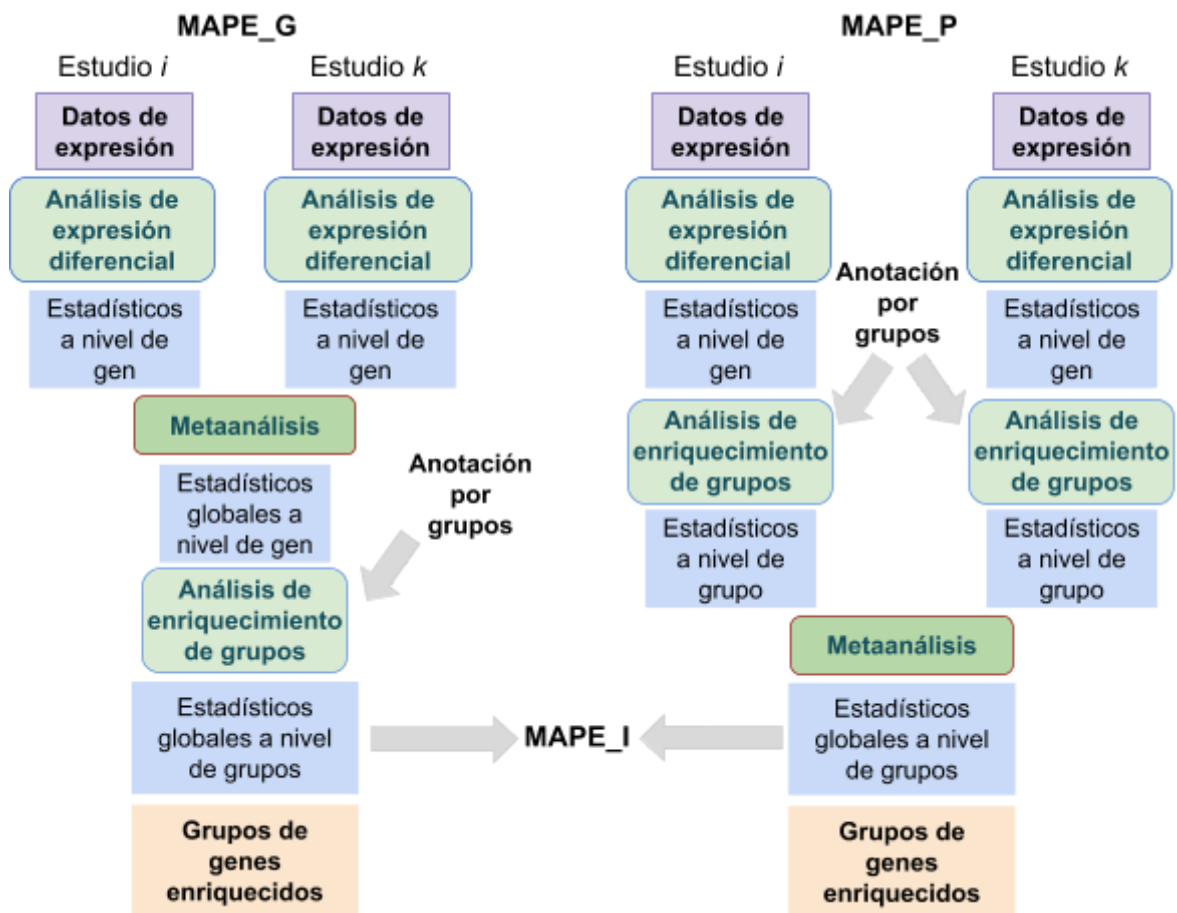 MAPE_G
Estudio i
Estudio k
Datos de
expresión
Datos de
expresión
Análisis de
expresión
diferencial
Análisis de
expresión
diferencial
Estadísticos
a nivel de
gen
Estadísticos
a nivel de
gen
Metaanálisis
Estadísticos
globales a
nivel de gen
Anotación
por
grupos
Análisis de
enriquecimiento
de grupos
Estadísticos
globales a nivel
de grupos
Grupos de
genes
enriquecidos
MAPE_I
MAPE_P
Estudio i
Estudio k
Datos de
expresión
Datos de
expresión
Análisis de
expresión
diferencial
Análisis de
expresión
diferencial
Anotación
por
grupos
Estadísticos
a nivel de
gen
Estadísticos
a nivel de
gen
Análisis de
enriquecimiento
de grupos
Análisis de
enriquecimiento
de grupos
Estadísticos
a nivel de
grupo
Estadísticos
a nivel de
grupo
Metaanálisis
Estadísticos
globales a nivel
de grupos
Grupos de
genes
enriquecidos